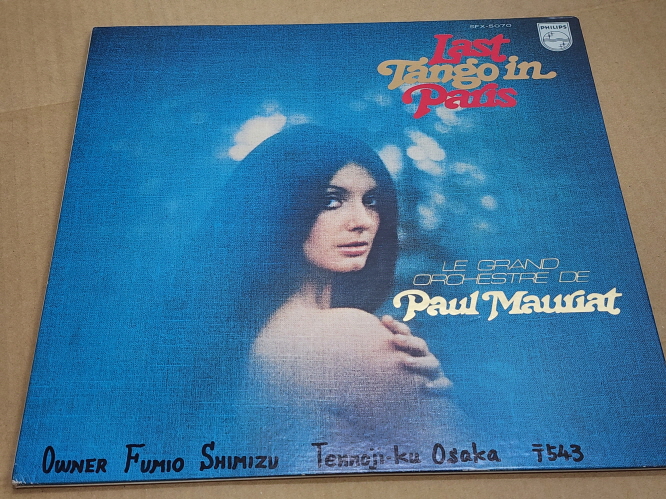 SFX-5070
PHILIPS
Last
Tango in
Paris
LE GRAND
ORCHESTRE DE
Paul Mauriat
OWNER FUMIO SHIMIZU Tennoji-ku Osaka 〒543